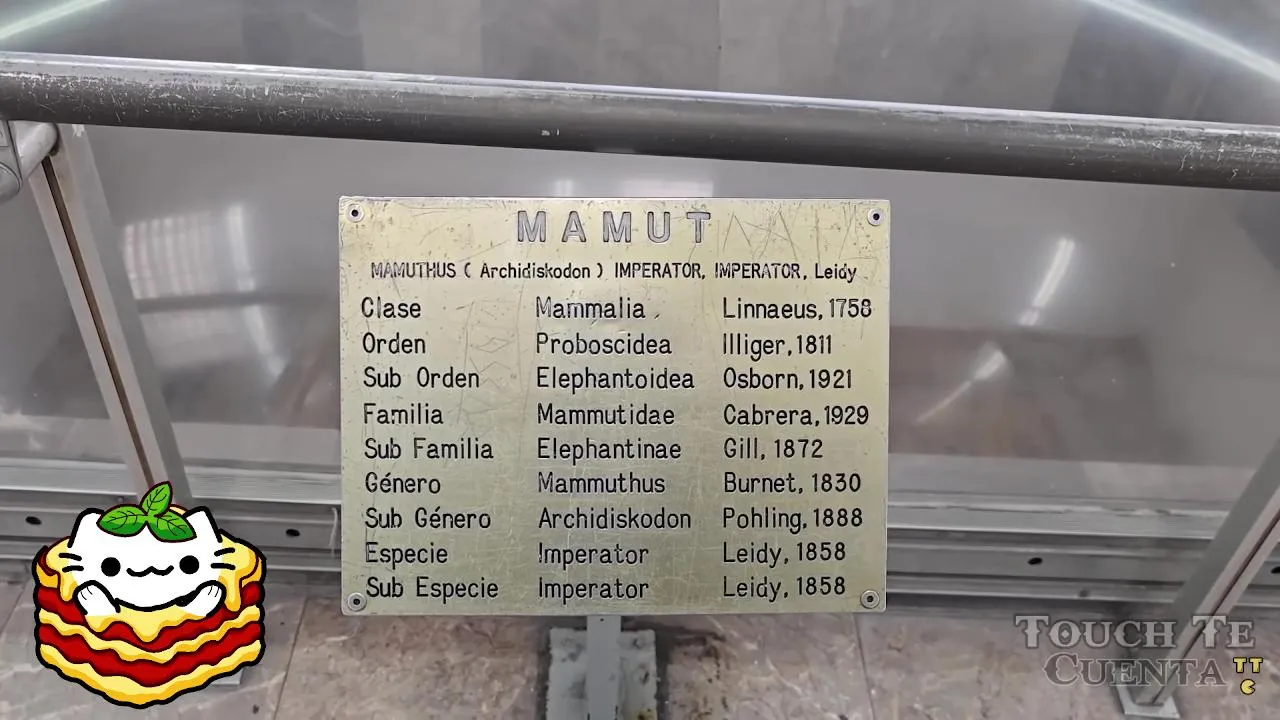 MAMUT
MAMUTHUS ( Archidiskodon ) IMPERATOR, IMPERATOR, Leidy
Clase Mammalia Linnaeus, 1758
Orden Proboscidea Illiger, 1811
Sub Orden Elephantoidea Osborn, 1921
Familia Mammutidae Cabrera, 1929
Sub Familia Elephantinae Gill, 1872
Género Mammuthus Burnet, 1830
Sub Género Archidiskodon Pohling, 1888
Especie Imperator Leidy, 1858
Sub Especie Imperator Leidy, 1858
TOUCH TE
CUENTA TT
C